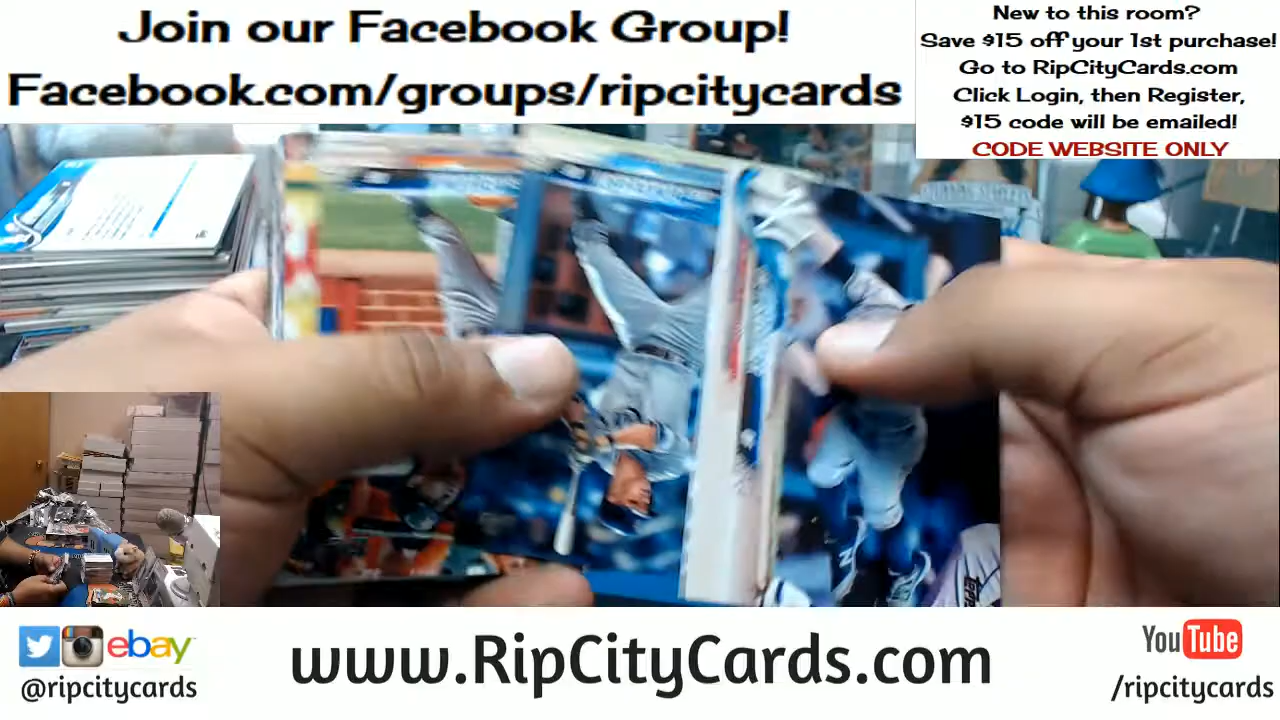 Join our Facebook Group!
Facebook.com/groups/ripcitycards
New to this room?
Save $15 off your 1st purchase!
Go to RipCityCards.com
Click Login, then Register,
$15 code will be emailed!
CODE WEBSITE ONLY
TOPPS
ebay
@ripcitycards
www.RipCityCards.com
YouTube
/ripcitycards